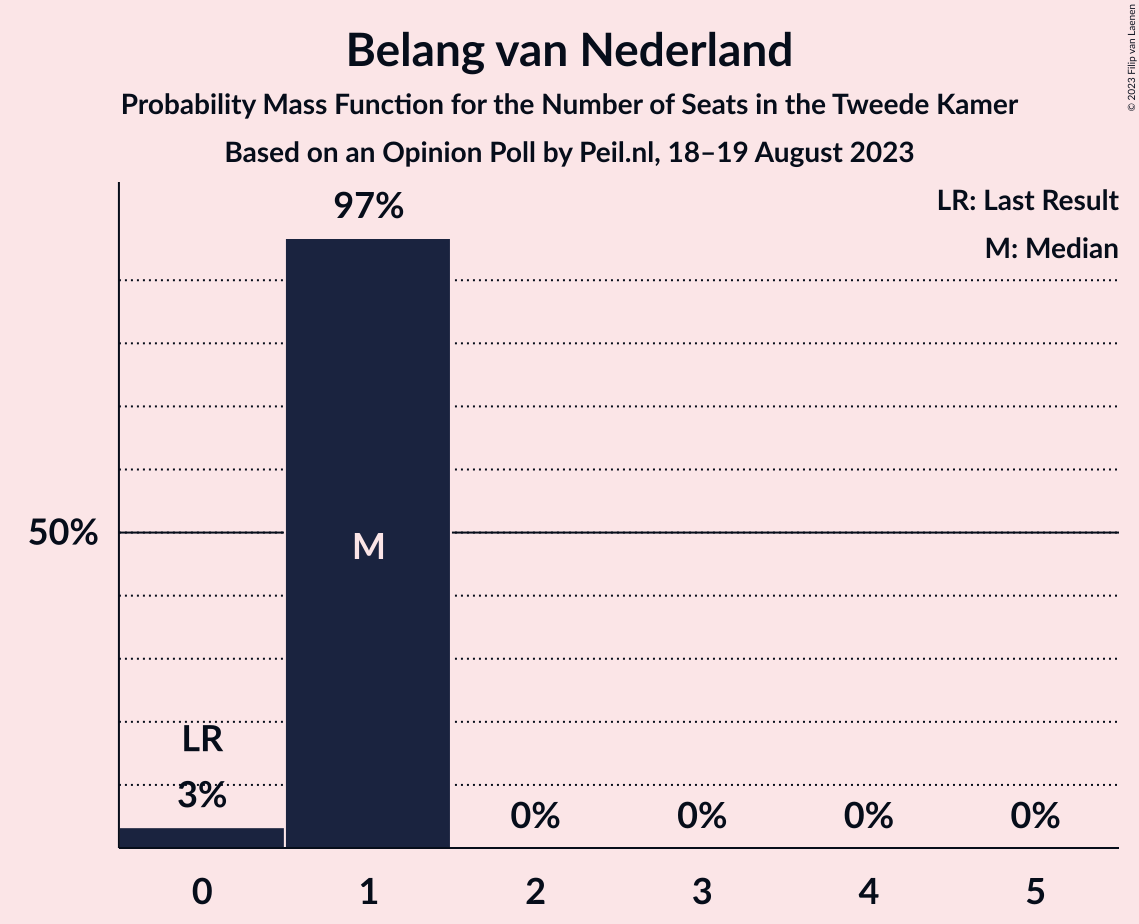 Belang van Nederland
Probability Mass Function for the Number of Seats in the Tweede Kamer
Based on an Opinion Poll by Peil.nl, 18–19 August 2023
© 2023 Filip van Laenen
LR: Last Result
M: Median
97%
50%
M
LR
3%
0% 0% 0% 0%
0 1 2 3 4 5